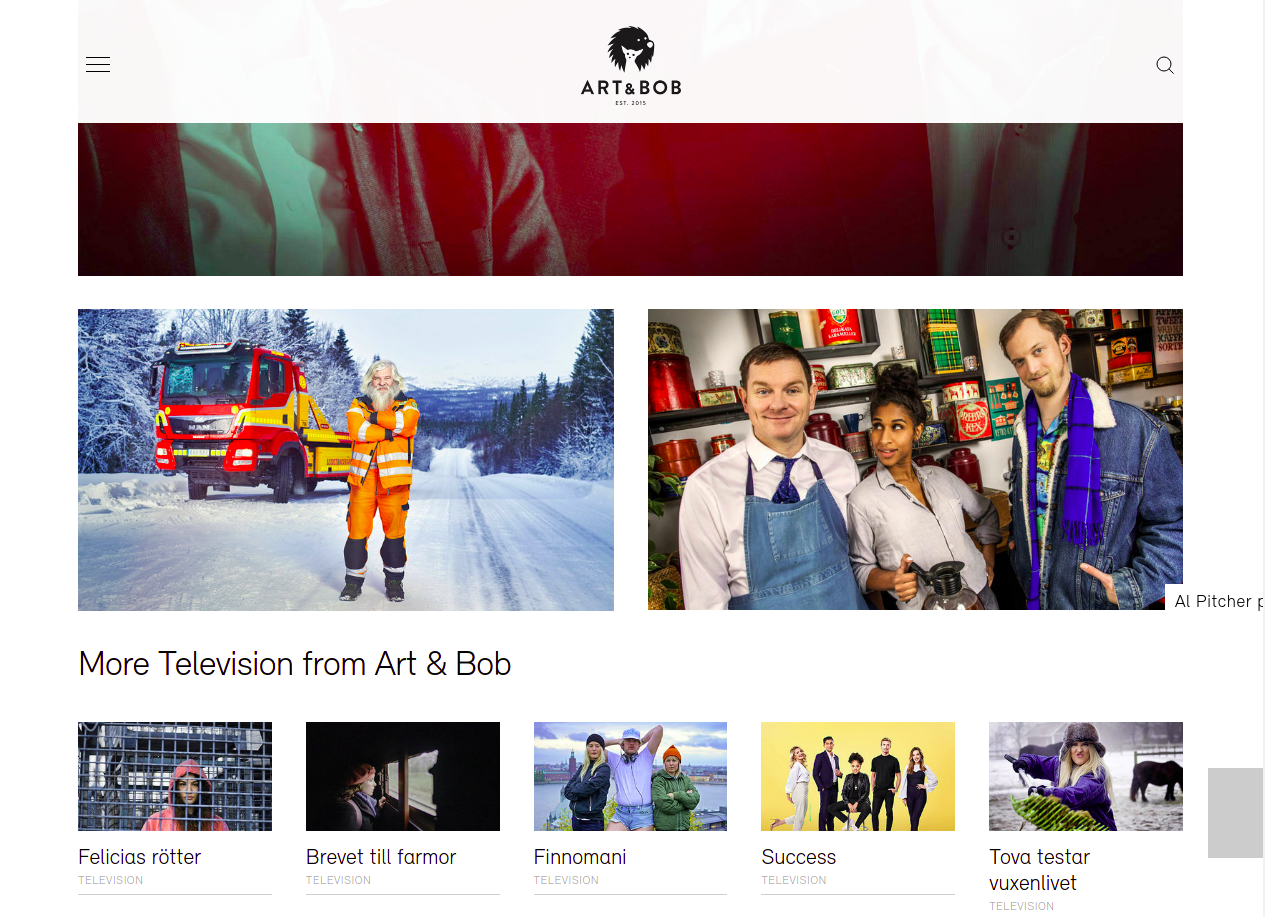 ART&BOB
EST. 2015
MAN
Al Pitcher p
More Television from Art & Bob
Felicias rötter
TELEVISION
Brevet till farmor
TELEVISION
Finnomani
TELEVISION
Success
TELEVISION
Tova testar
vuxenlivet
TELEVISION